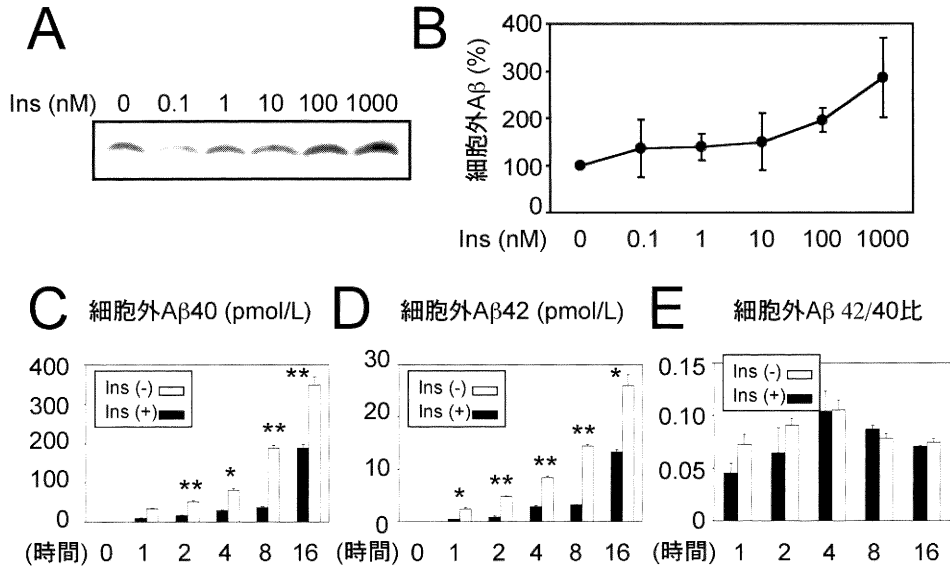 A
Ins (nM) 0 0.1 1 10 100 1000
B
細胞外Aβ (%)
400
300
200
100
0
Ins (nM) 0 0.1 1 10 100 1000
C 細胞外Aβ40 (pmol/L)
400
300
200
100
0
Ins (-)
Ins (+)
** * ** **
(時間) 0 1 2 4 8 16
D 細胞外Aβ42 (pmol/L)
30
20
10
0
Ins (-)
Ins (+)
* ** ** ** *
(時間) 0 1 2 4 8 16
E 細胞外Aβ 42/40比
0.15
0.10
0.05
0
Ins (-)
Ins (+)
(時間) 1 2 4 8 16